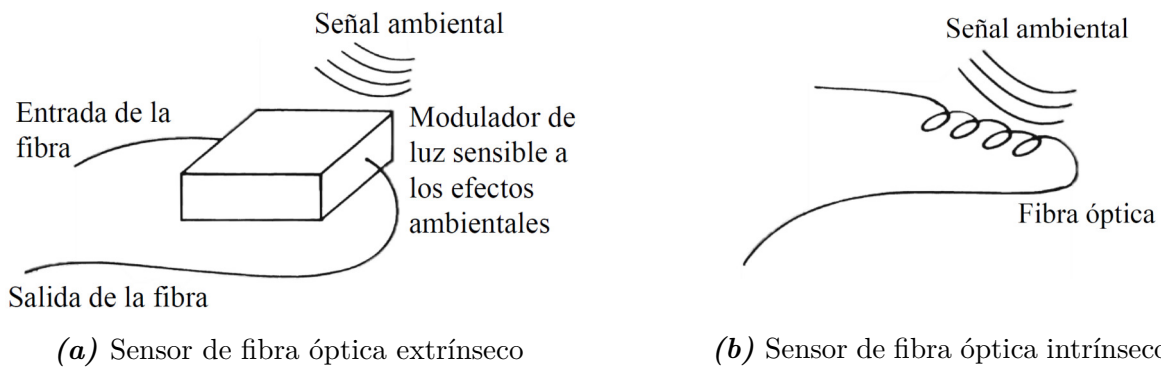 Señal ambiental
Entrada de la
fibra
Modulador de
luz sensible a
los efectos
ambientales
Salida de la fibra
(a) Sensor de fibra óptica extrínseco
Señal ambiental
Fibra óptica
(b) Sensor de fibra óptica intrínseco